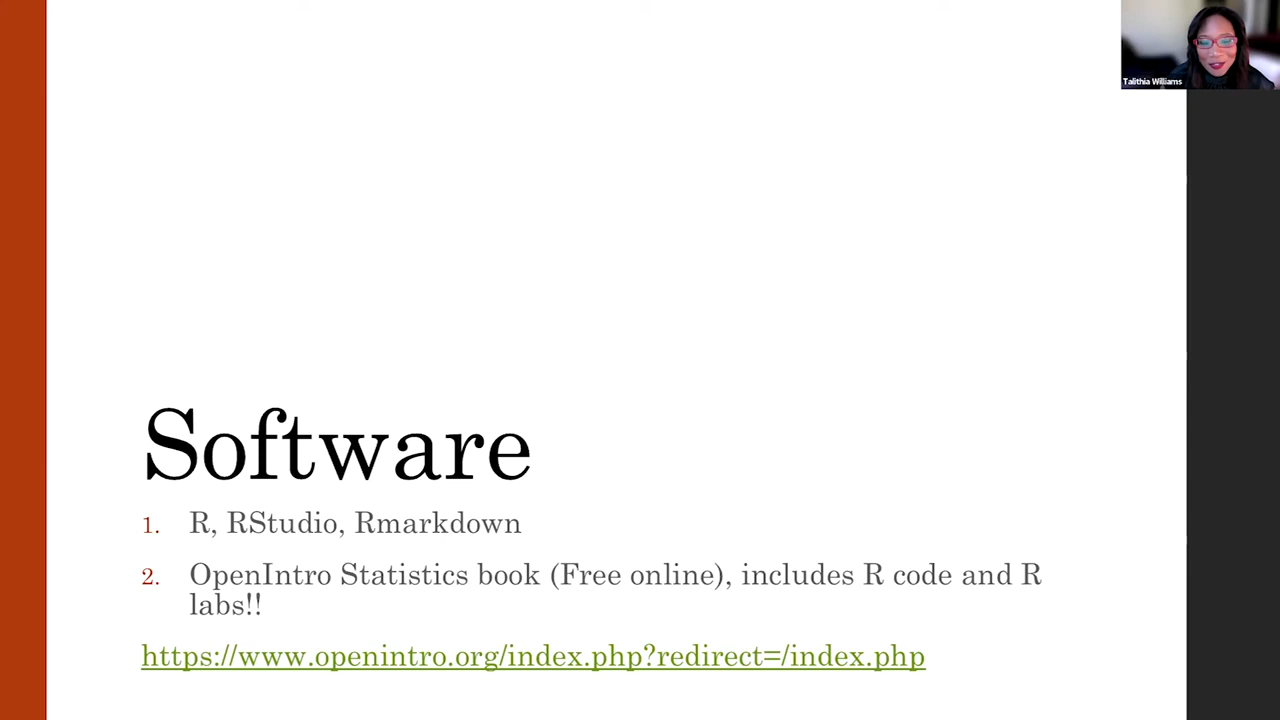 Talithia Williams
Software
1. R, RStudio, Rmarkdown
2. OpenIntro Statistics book (Free online), includes R code and R
labs!!
https://www.openintro.org/index.php?redirect=/index.php